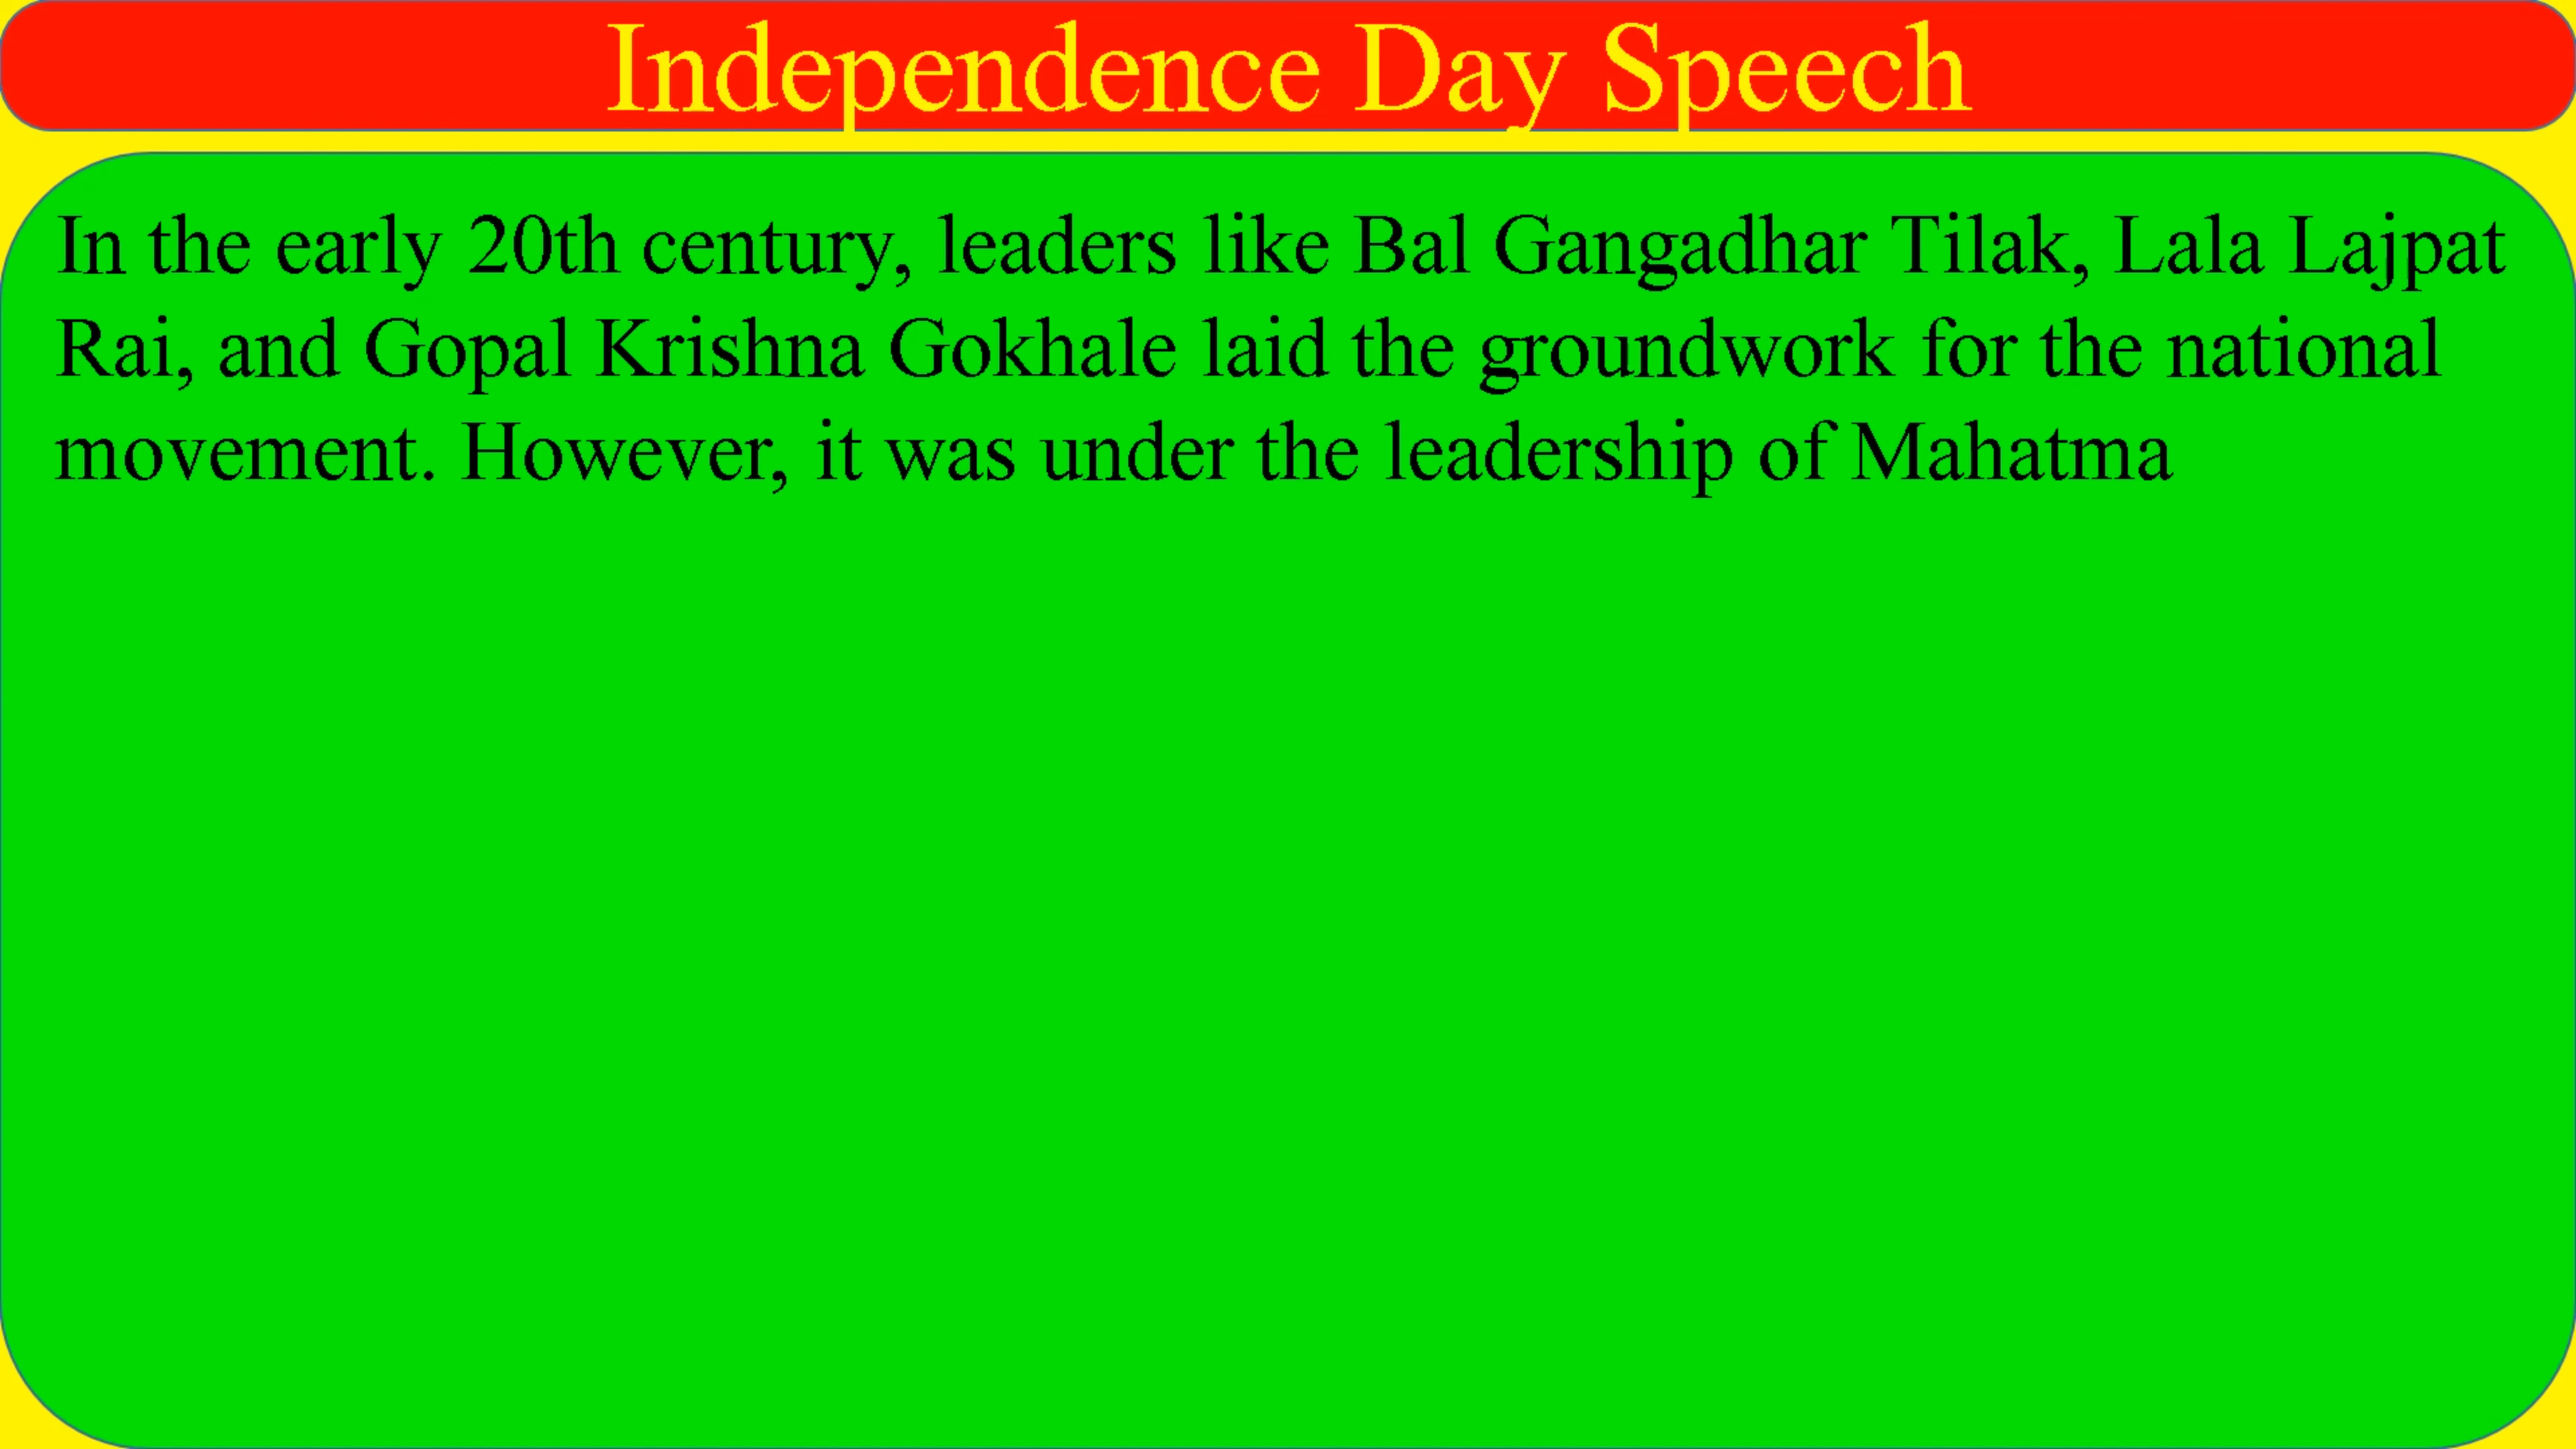 Independence Day Speech
In the early 20th century, leaders like Bal Gangadhar Tilak, Lala Lajpat
Rai, and Gopal Krishna Gokhale laid the groundwork for the national
movement. However, it was under the leadership of Mahatma